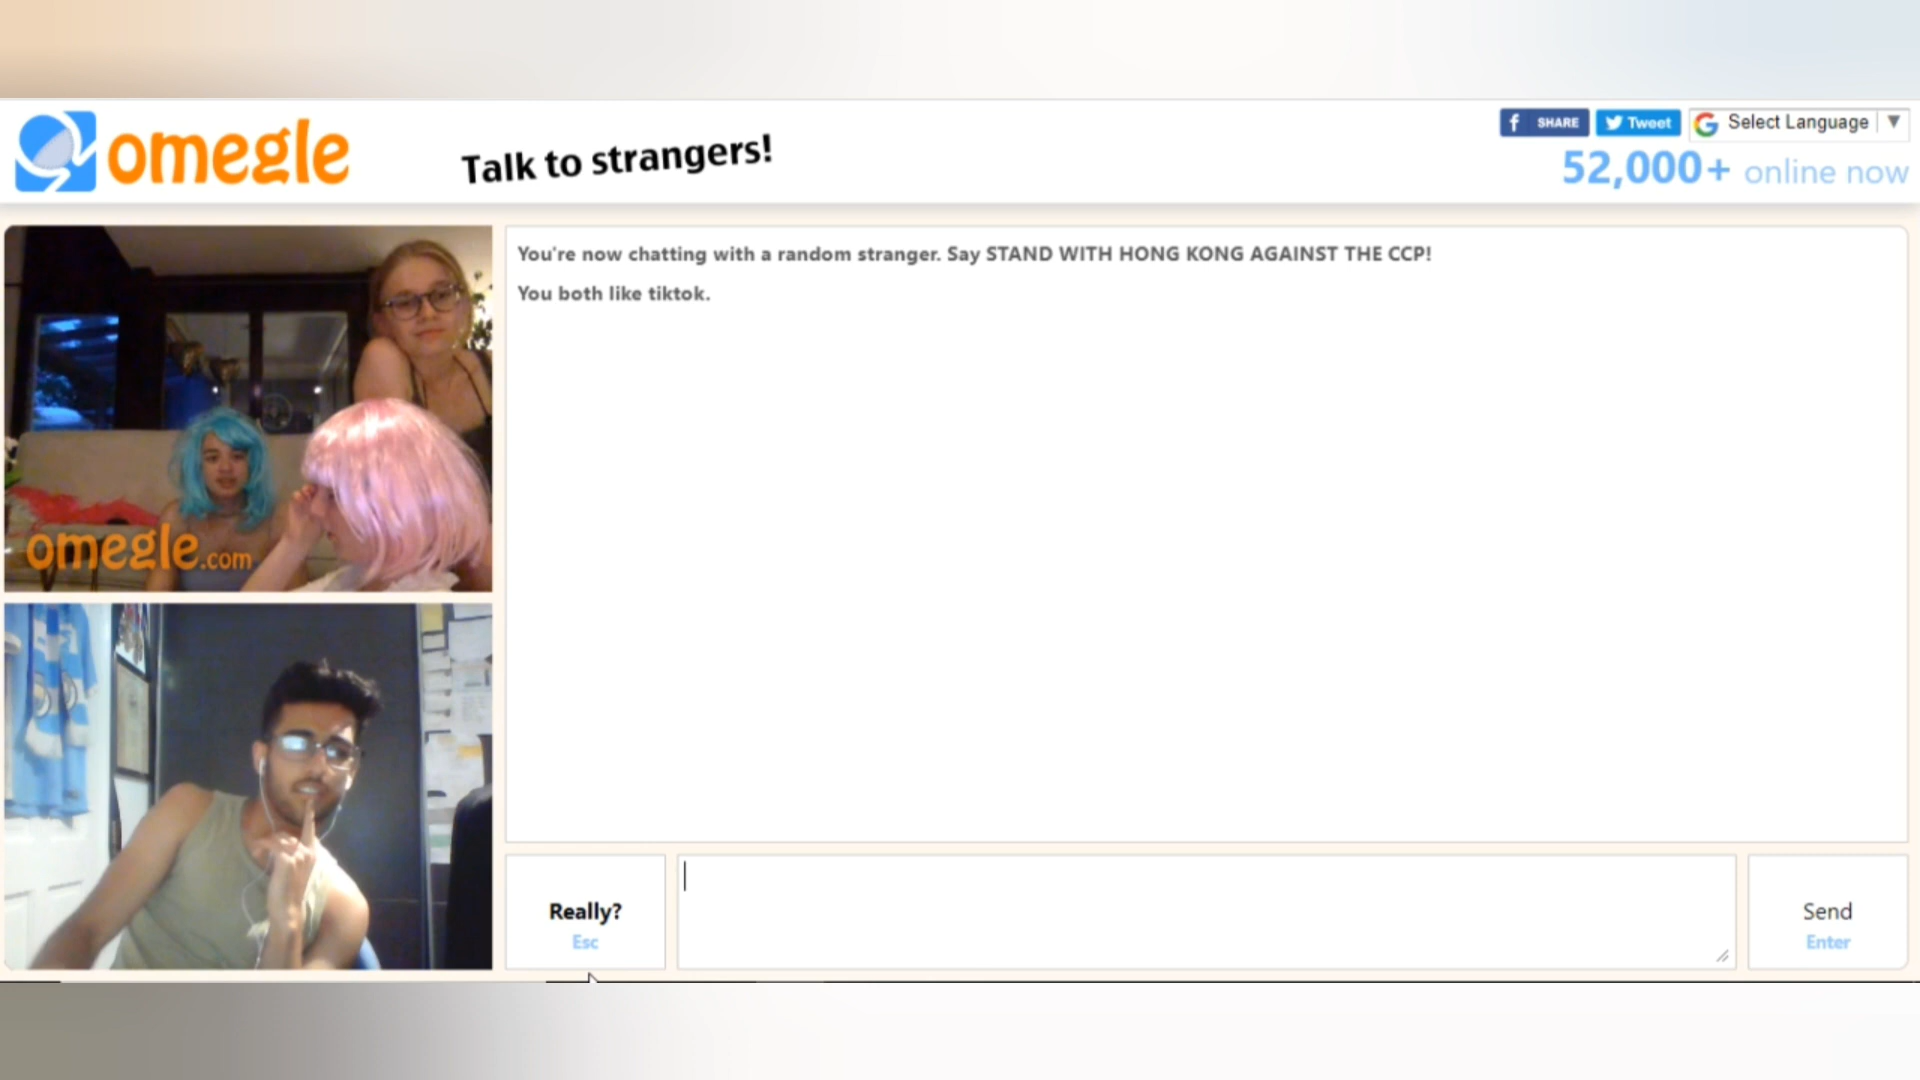 omegle
Talk to strangers!
f SHARE
Tweet
G Select Language ▼
52,000+ online now
omegle.com
You're now chatting with a random stranger. Say STAND WITH HONG KONG AGAINST THE CCP!
You both like tiktok.
Really?
Esc
Send
Enter